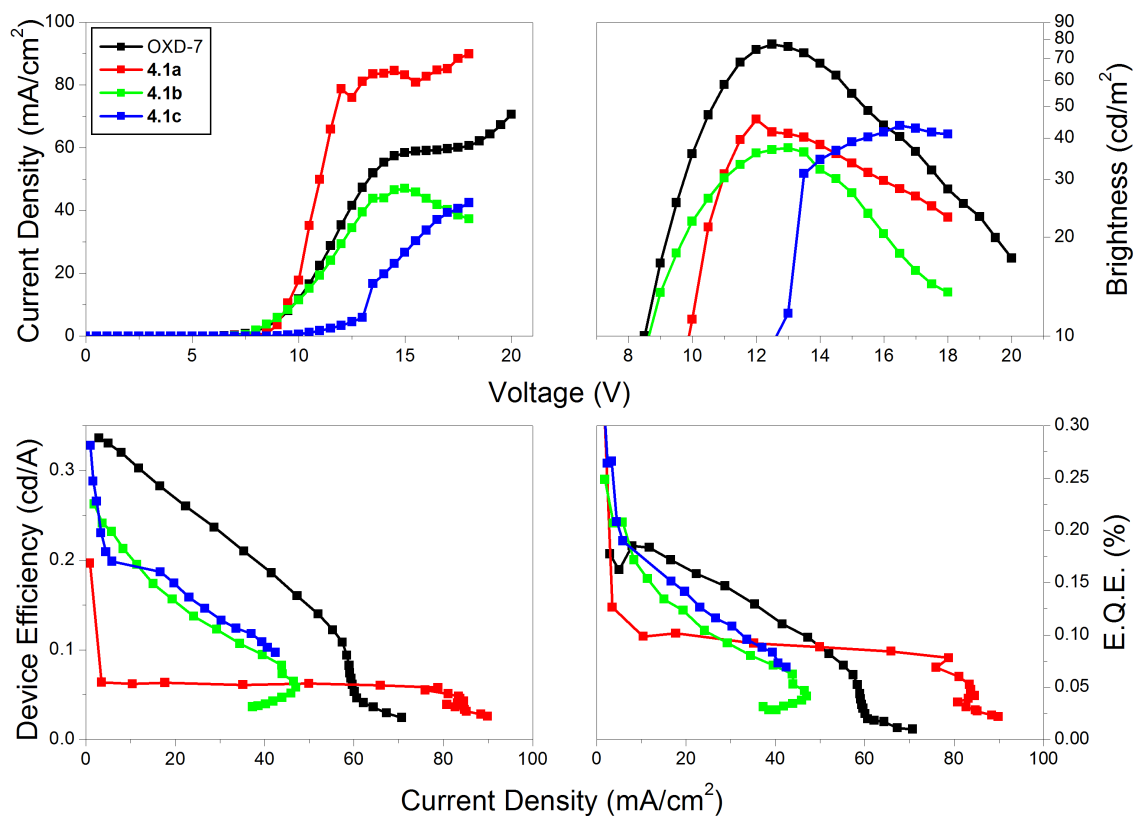 100
80
60
40
20
0
Current Density (mA/cm²)
OXD-7
4.1a
4.1b
4.1c
0 5 10 15 20
90
80
70
60
50
40
30
20
10
Brightness (cd/m²)
8 10 12 14 16 18 20
Voltage (V)
0.3
0.2
0.1
0.0
Device Efficiency (cd/A)
0 20 40 60 80 100
0.30
0.25
0.20
0.15
0.10
0.05
0.00
E.Q.E. (%)
0 20 40 60 80 100
Current Density (mA/cm²)